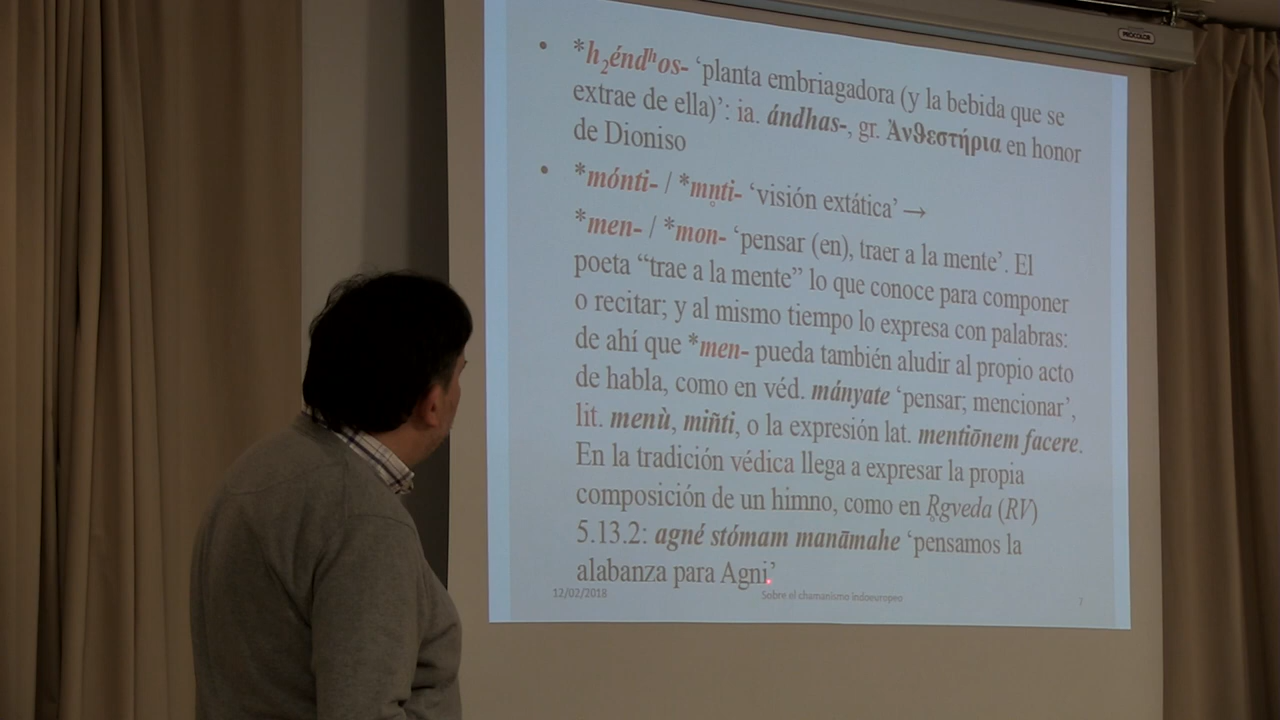 PROCOLOR
• *h₂éndʰos- ‘planta embriagadora (y la bebida que se
extrae de ella)’: ia. ándhas-, gr. Ἀνθεστήρια en honor
de Dioniso
• *mónti- / *mn̥ti- ‘visión extática’ →
*men- / *mon- ‘pensar (en), traer a la mente’. El
poeta “trae a la mente” lo que conoce para componer
o recitar; y al mismo tiempo lo expresa con palabras:
de ahí que *men- pueda también aludir al propio acto
de habla, como en véd. mányate ‘pensar; mencionar’,
lit. menù, miñti, o la expresión lat. mentiōnem facere.
En la tradición védica llega a expresar la propia
composición de un himno, como en R̥gveda (RV)
5.13.2: agné stómam manāmahe ‘pensamos la
alabanza para Agni’
12/02/2018 Sobre el chamanismo indoeuropeo 7